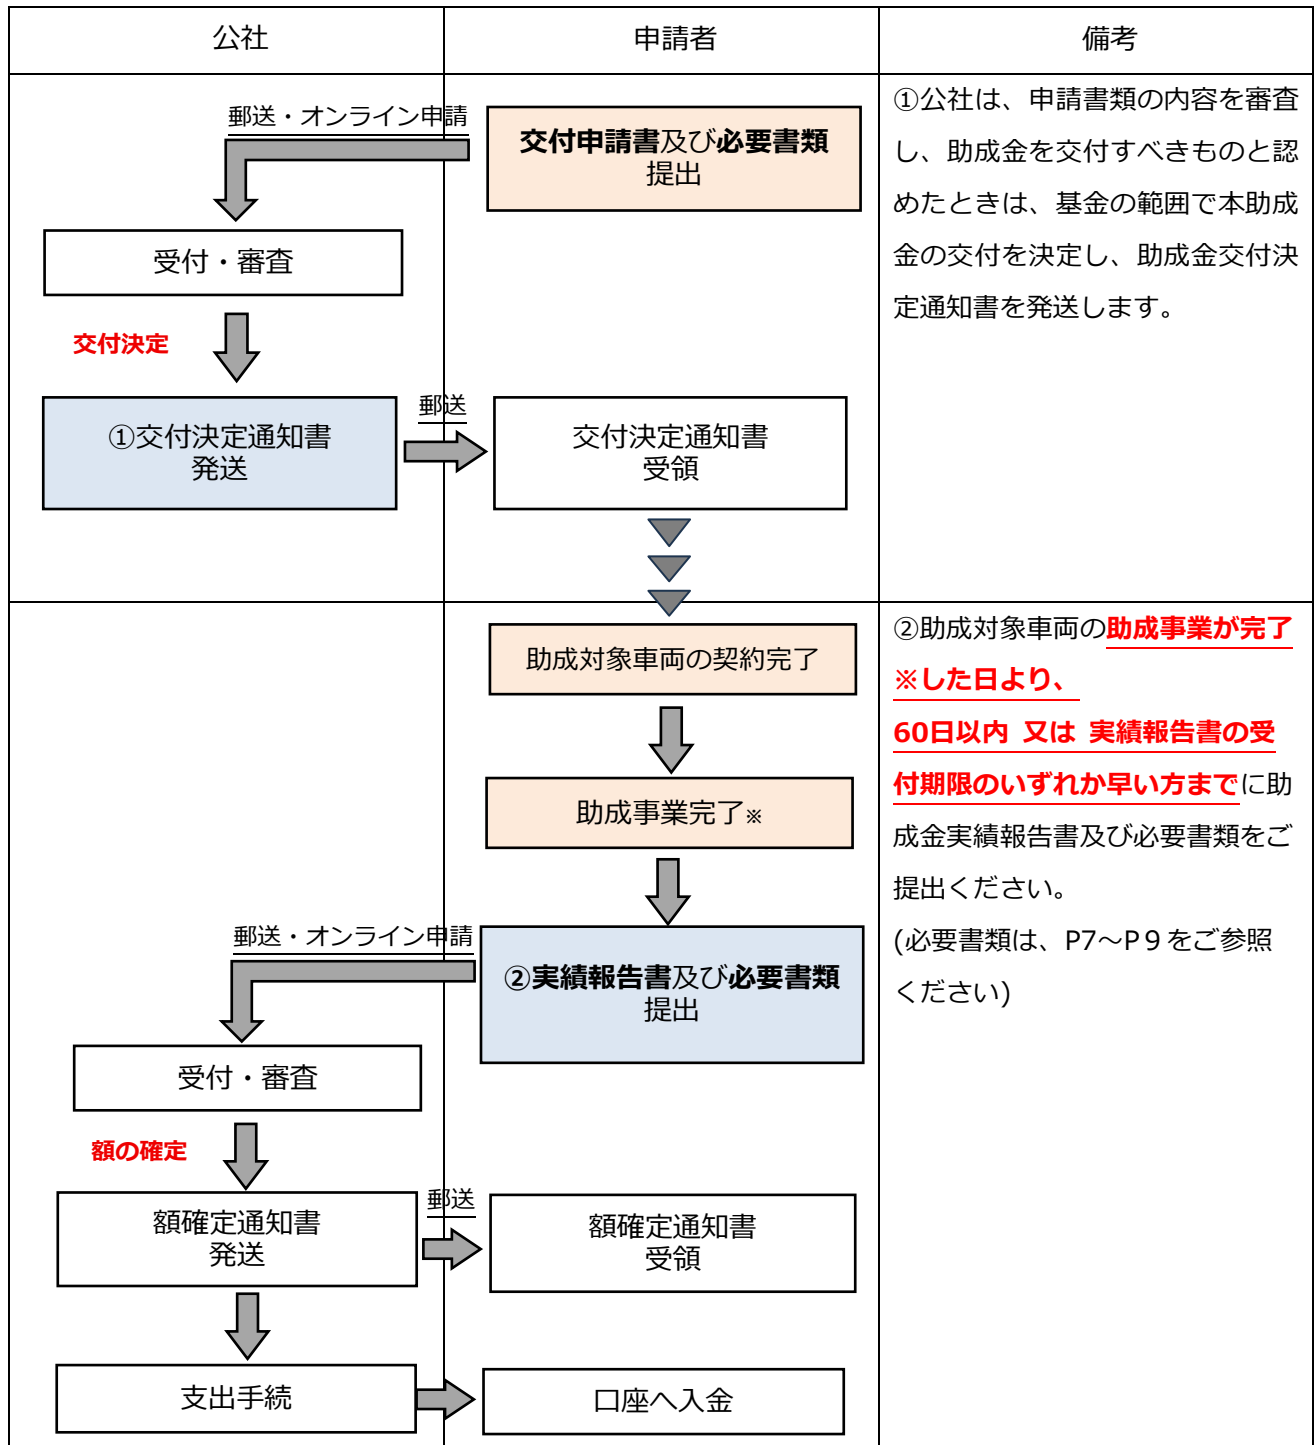 公社
申請者
備考
郵送・オンライン申請
交付申請書及び必要書類
提出
受付・審査
交付決定
①交付決定通知書
発送
郵送
交付決定通知書
受領
①公社は、申請書類の内容を審査
し、助成金を交付すべきものと認
めたときは、基金の範囲で本助成
金の交付を決定し、助成金交付決
定通知書を発送します。
助成対象車両の契約完了
助成事業完了※
②実績報告書及び必要書類
提出
郵送・オンライン申請
受付・審査
額の確定
額確定通知書
発送
郵送
額確定通知書
受領
支出手続
口座へ入金
②助成対象車両の助成事業が完了
※した日より、
60日以内 又は 実績報告書の受
付期限のいずれか早い方までに助
成金実績報告書及び必要書類をご
提出ください。
(必要書類は、P7～P９をご参照
ください)